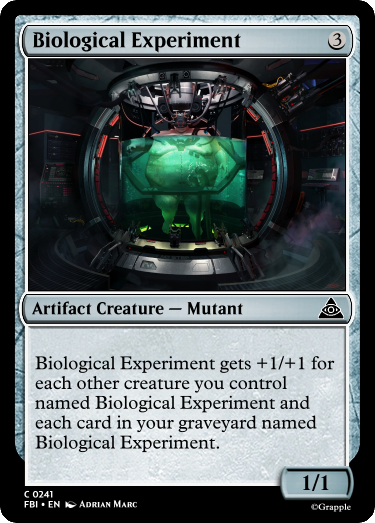 Biological Experiment 3
Artifact Creature — Mutant
Biological Experiment gets +1/+1 for
each other creature you control
named Biological Experiment and
each card in your graveyard named
Biological Experiment.
1/1
C 0241
FBI • EN Adrian Marc
©Grapple